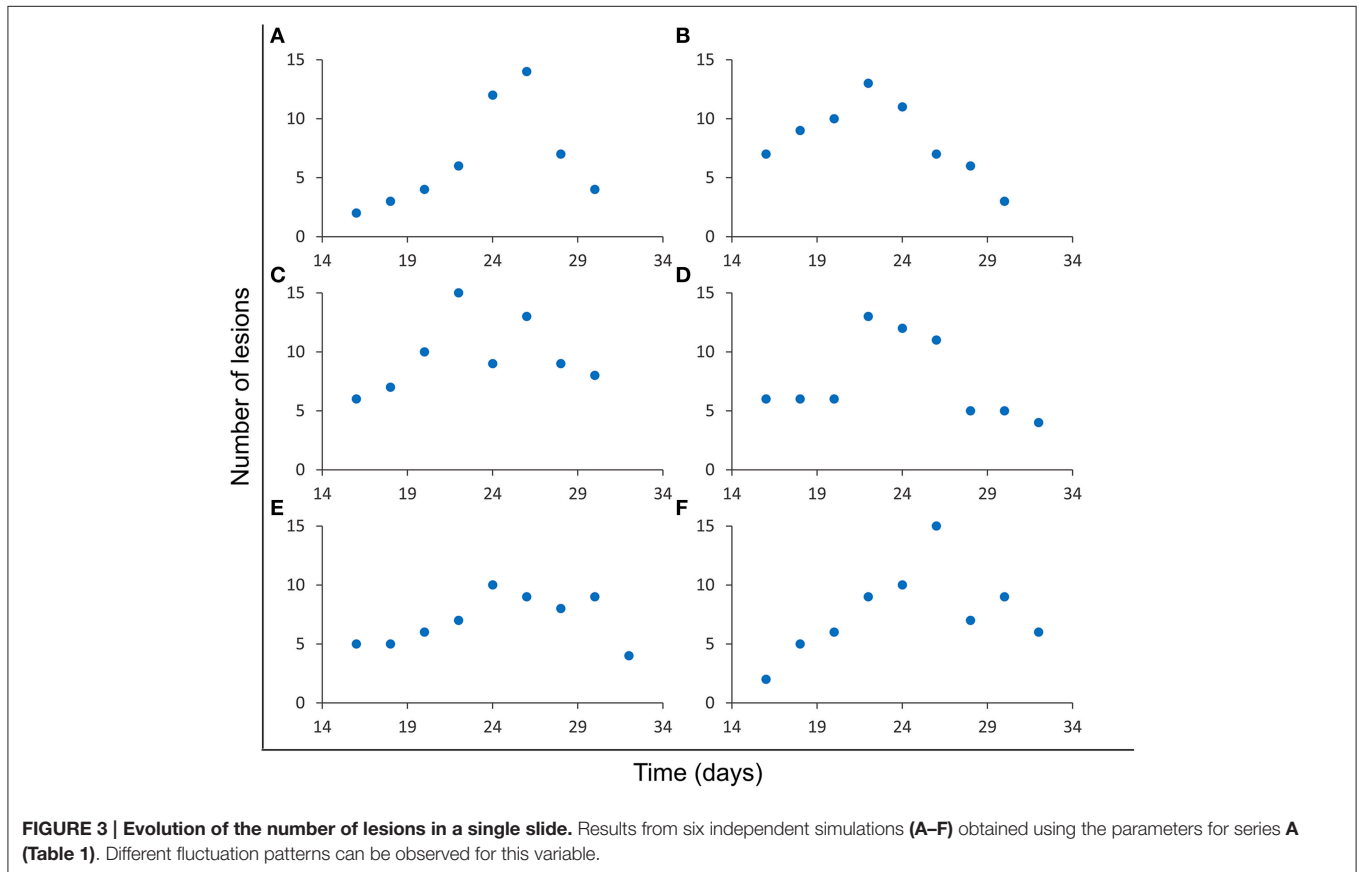 A
B
15
10
5
0
14 19 24 29 34
15
10
5
0
14 19 24 29 34
C
D
15
10
5
0
14 19 24 29 34
15
10
5
0
14 19 24 29 34
E
F
15
10
5
0
14 19 24 29 34
15
10
5
0
14 19 24 29 34
Number of lesions
Time (days)
FIGURE 3 | Evolution of the number of lesions in a single slide. Results from six independent simulations (A–F) obtained using the parameters for series A
(Table 1). Different fluctuation patterns can be observed for this variable.